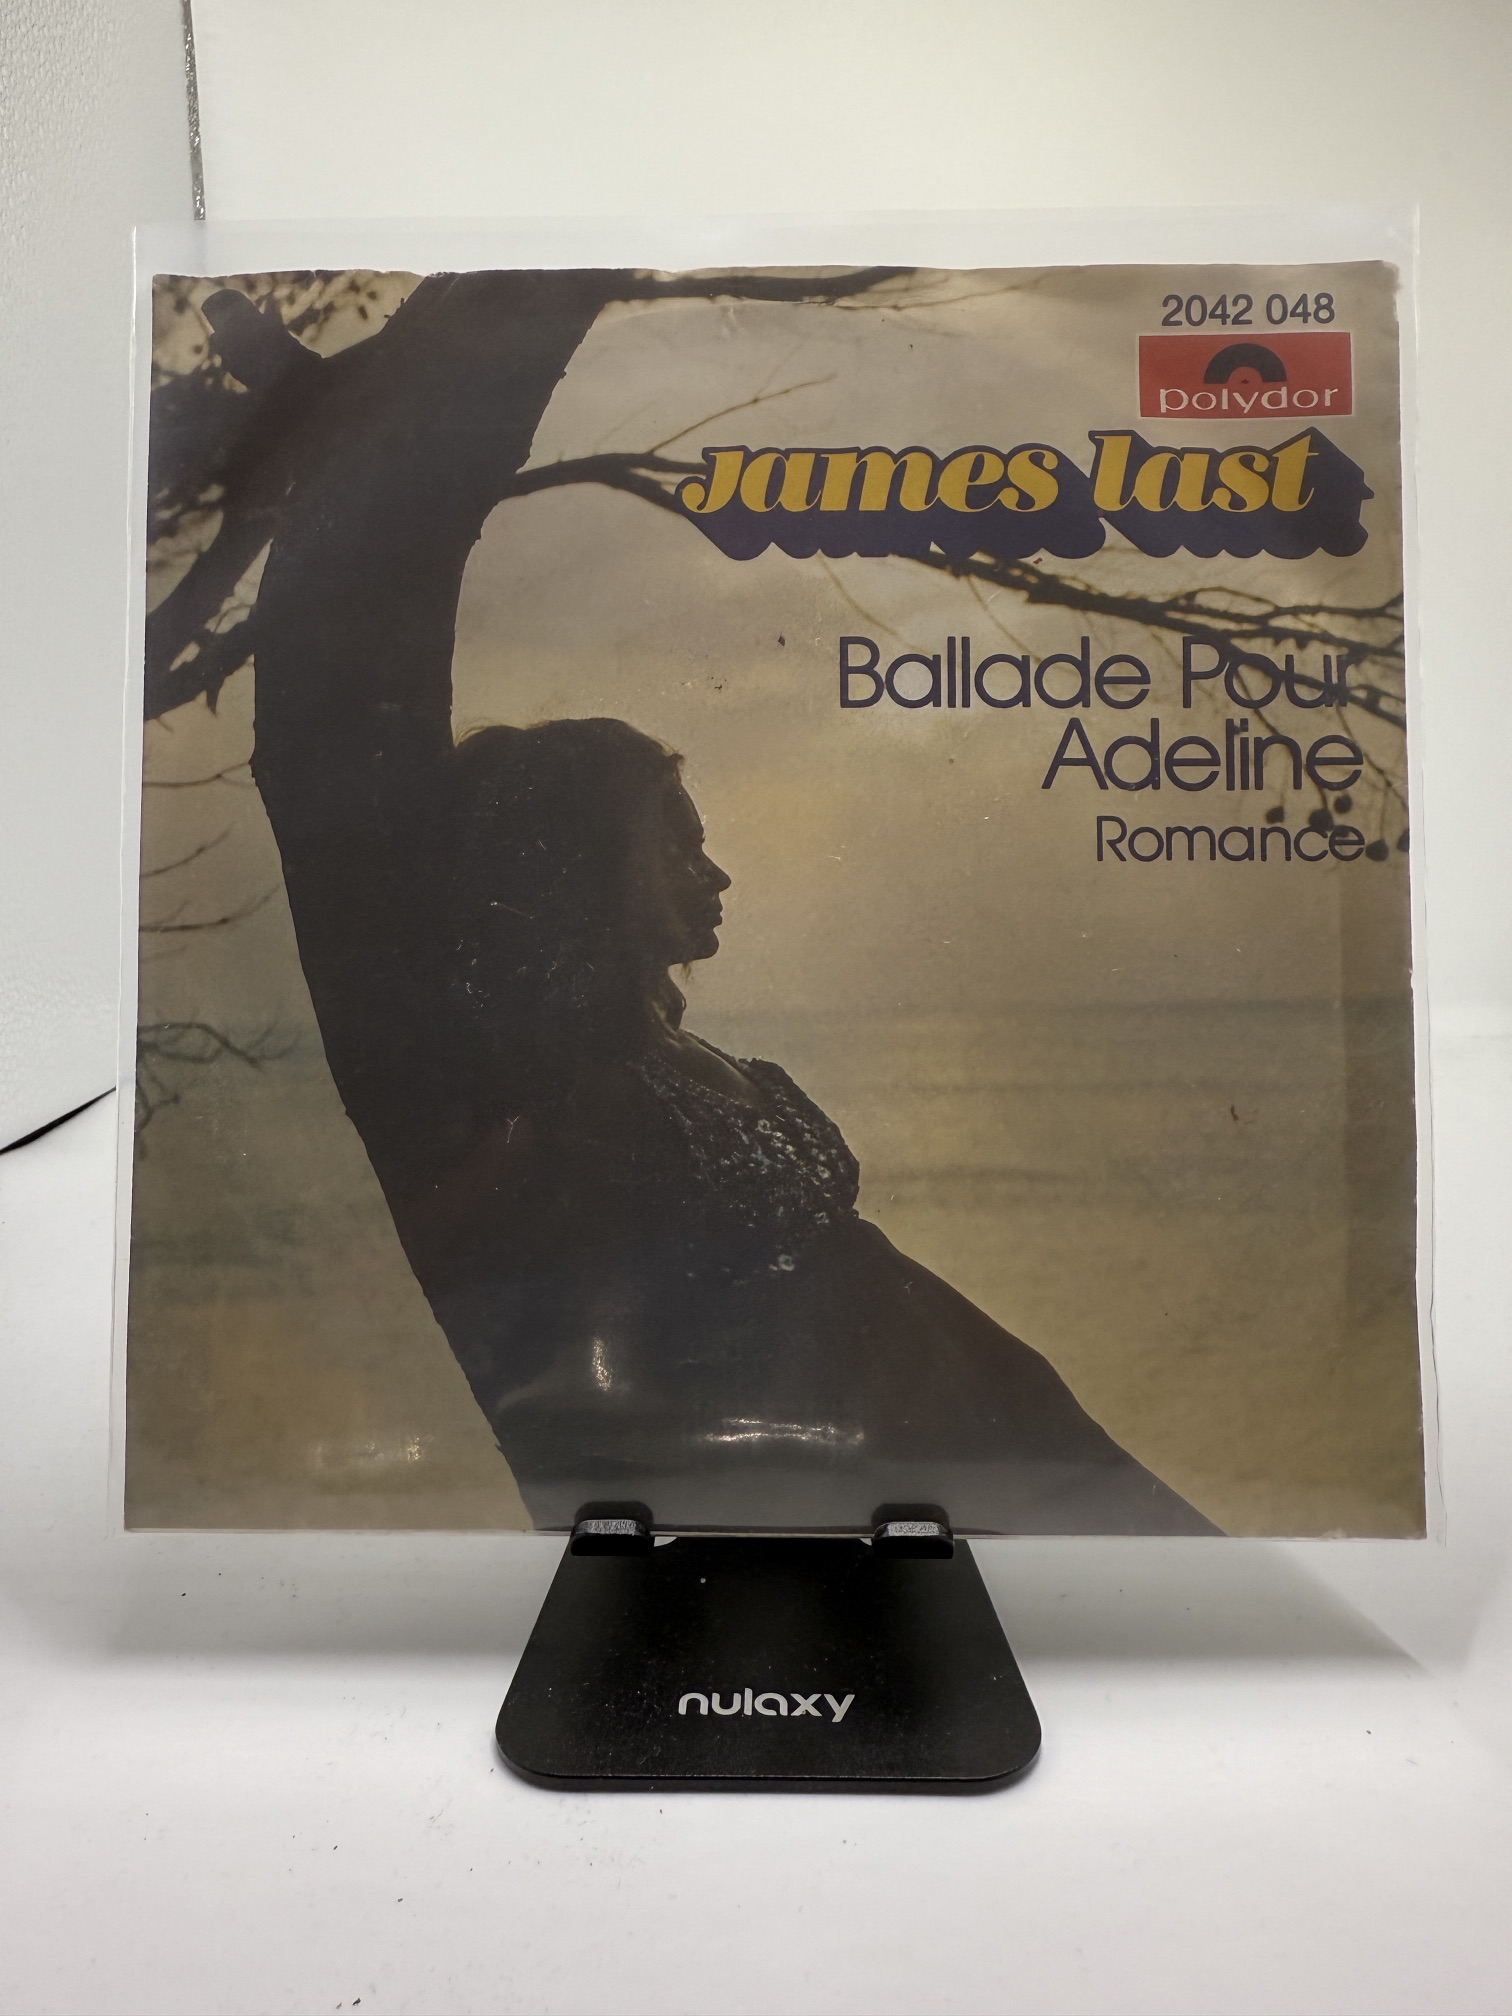 2042 048
polydor
james last
Ballade Pour
Adeline
Romance
nulaxy